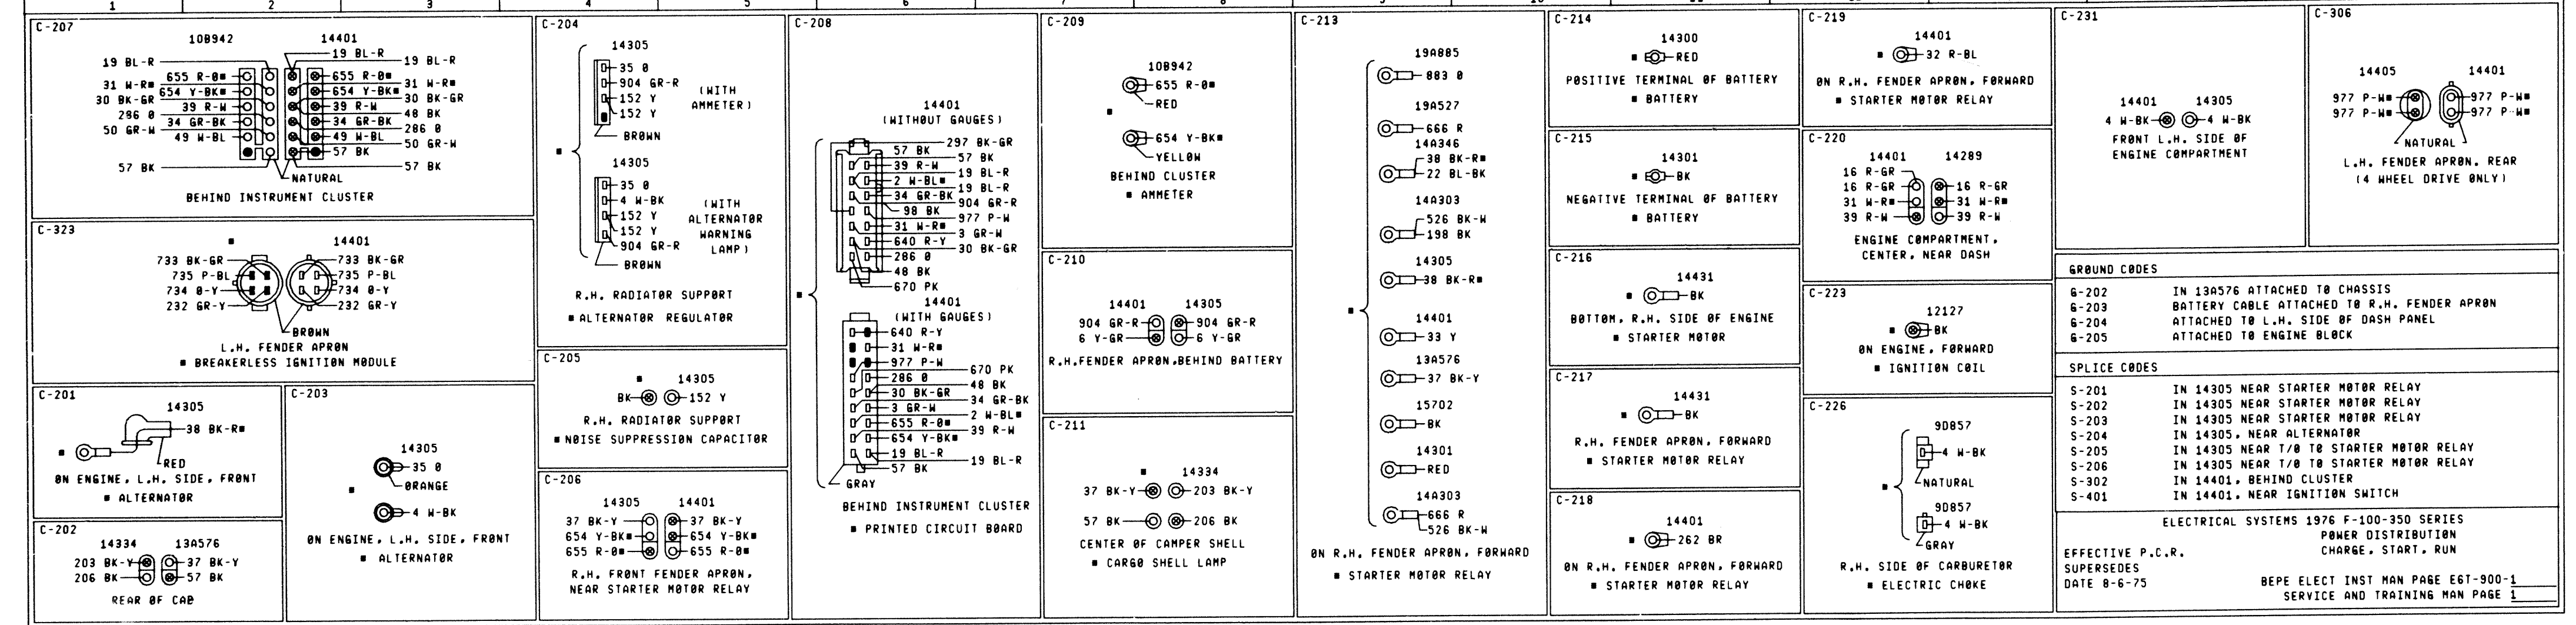 1 2 3 4 5 6 7 8 9 10 11
C-207
10B942 14401
19 BL-R
655 R-0■
31 W-R■
654 Y-BK■
30 BK-GR
39 R-W
286 0
34 GR-BK
50 GR-W
49 W-BL
57 BK
19 BL-R
19 BL-R
655 R-0■
31 W-R■
654 Y-BK■
30 BK-GR
39 R-W
48 BK
34 GR-BK
286 0
49 W-BL
50 GR-W
57 BK
57 BK
NATURAL
BEHIND INSTRUMENT CLUSTER
C-323
■ 14401
733 BK-GR 733 BK-GR
735 P-BL 735 P-BL
734 0-Y 734 0-Y
232 GR-Y 232 GR-Y
BROWN
L.H. FENDER APRON
■ BREAKERLESS IGNITION MODULE
C-201
14305
38 BK-R■
RED
ON ENGINE, L.H. SIDE, FRONT
■ ALTERNATOR
C-202
14334 13A576
203 BK-Y 37 BK-Y
206 BK 57 BK
REAR OF CAB
C-203
14305
35 0
ORANGE
4 W-BK
ON ENGINE, L.H. SIDE, FRONT
■ ALTERNATOR
C-204
14305
35 0
904 GR-R
152 Y
152 Y
BROWN
(WITH
AMMETER)
14305
35 0
4 W-BK
152 Y
152 Y
904 GR-R
BROWN
(WITH
ALTERNATOR
WARNING
LAMP)
R.H. RADIATOR SUPPORT
■ ALTERNATOR REGULATOR
C-205
■ 14305
BK 152 Y
R.H. RADIATOR SUPPORT
■ NOISE SUPPRESSION CAPACITOR
C-206
14305 14401
37 BK-Y 37 BK-Y
654 Y-BK■ 654 Y-BK■
655 R-0■ 655 R-0■
R.H. FRONT FENDER APRON,
NEAR STARTER MOTOR RELAY
C-208
14401
(WITHOUT GAUGES)
297 BK-GR
57 BK
57 BK
39 R-W
19 BL-R
2 W-BL■
19 BL-R
34 GR-BK
904 GR-R
98 BK
977 P-W
31 W-R■
3 GR-W
640 R-Y
30 BK-GR
286 0
48 BK
670 PK
14401
(WITH GAUGES)
640 R-Y
31 W-R■
977 P-W
670 PK
286 0
48 BK
30 BK-GR
34 GR-BK
3 GR-W
2 W-BL■
655 R-0■
39 R-W
654 Y-BK■
19 BL-R
19 BL-R
57 BK
GRAY
BEHIND INSTRUMENT CLUSTER
■ PRINTED CIRCUIT BOARD
C-209
10B942
655 R-0■
RED
654 Y-BK■
YELLOW
BEHIND CLUSTER
■ AMMETER
C-210
14401 14305
904 GR-R 904 GR-R
6 Y-GR 6 Y-GR
R.H.FENDER APRON,BEHIND BATTERY
C-211
■ 14334
37 BK-Y 203 BK-Y
57 BK 206 BK
CENTER OF CAMPER SHELL
■ CARGO SHELL LAMP
C-213
19A885
883 0
19A527
666 R
14A346
38 BK-R■
22 BL-BK
14A303
526 BK-W
198 BK
14305
38 BK-R■
14401
33 Y
13A576
37 BK-Y
15702
BK
14301
RED
14A303
666 R
526 BK-W
ON R.H. FENDER APRON, FORWARD
■ STARTER MOTOR RELAY
C-214
14300
RED
POSITIVE TERMINAL OF BATTERY
■ BATTERY
C-215
14301
BK
NEGATIVE TERMINAL OF BATTERY
■ BATTERY
C-216
14431
BK
BOTTOM, R.H. SIDE OF ENGINE
■ STARTER MOTOR
C-217
14431
BK
R.H. FENDER APRON, FORWARD
■ STARTER MOTOR RELAY
C-218
14401
262 BR
ON R.H. FENDER APRON, FORWARD
■ STARTER MOTOR RELAY
C-219
14401
32 R-BL
ON R.H. FENDER APRON, FORWARD
■ STARTER MOTOR RELAY
C-220
14401 14289
16 R-GR
16 R-GR 16 R-GR
31 W-R■ 31 W-R■
39 R-W 39 R-W
ENGINE COMPARTMENT,
CENTER, NEAR DASH
C-223
12127
BK
ON ENGINE, FORWARD
■ IGNITION COIL
C-226
9D857
4 W-BK
NATURAL
9D857
4 W-BK
GRAY
R.H. SIDE OF CARBURETOR
■ ELECTRIC CHOKE
C-231
14401 14305
4 W-BK 4 W-BK
FRONT L.H. SIDE OF
ENGINE COMPARTMENT
C-306
14405 14401
977 P-W■ 977 P-W■
977 P-W■ 977 P-W■
NATURAL
L.H. FENDER APRON, REAR
(4 WHEEL DRIVE ONLY)
GROUND CODES
G-202 IN 13A576 ATTACHED TO CHASSIS
G-203 BATTERY CABLE ATTACHED TO R.H. FENDER APRON
G-204 ATTACHED TO L.H. SIDE OF DASH PANEL
G-205 ATTACHED TO ENGINE BLOCK
SPLICE CODES
S-201 IN 14305 NEAR STARTER MOTOR RELAY
S-202 IN 14305 NEAR STARTER MOTOR RELAY
S-203 IN 14305 NEAR STARTER MOTOR RELAY
S-204 IN 14305, NEAR ALTERNATOR
S-205 IN 14305 NEAR T/O TO STARTER MOTOR RELAY
S-206 IN 14305 NEAR T/O TO STARTER MOTOR RELAY
S-302 IN 14401, BEHIND CLUSTER
S-401 IN 14401, NEAR IGNITION SWITCH
ELECTRICAL SYSTEMS 1976 F-100-350 SERIES
POWER DISTRIBUTION
CHARGE, START, RUN
EFFECTIVE P.C.R.
SUPERSEDES
DATE 8-6-75
BEPE ELECT INST MAN PAGE E6T-900-1
SERVICE AND TRAINING MAN PAGE 1